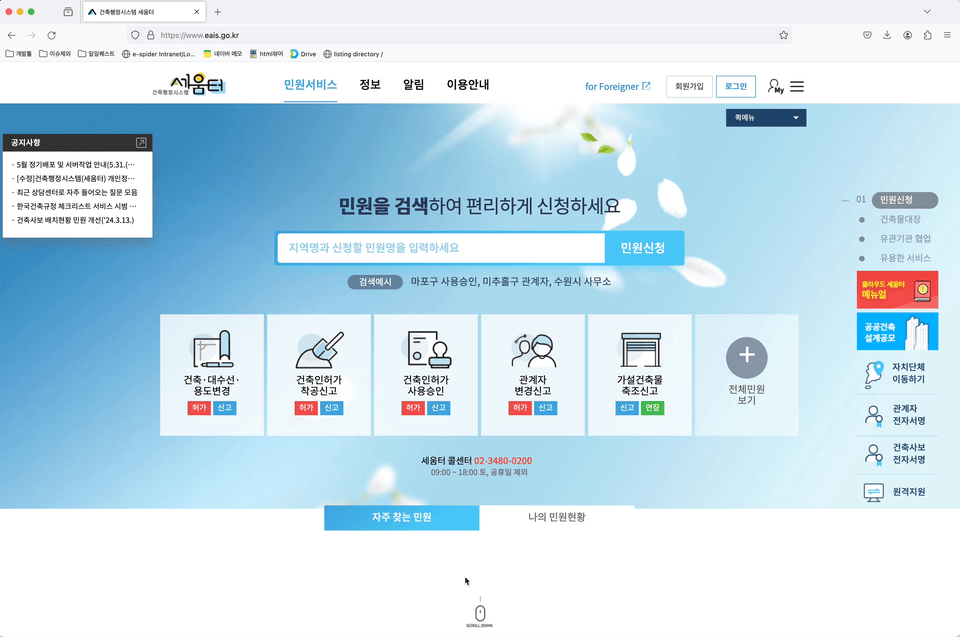 건축행정시스템 세움터
https://www.eais.go.kr
개발툴 이슈제외 일일퀘스트 e-spider Intranet|Lo... 네이버 메모 html뷰어 Drive listing directory /
세움터
건축행정시스템
민원서비스 정보 알림 이용안내
for Foreigner 회원가입 로그인 My
퀵메뉴
공지사항
· 5월 정기배포 및 서버작업 안내(5.31.(···
· [수정]건축행정시스템(세움터) 개인정···
· 최근 상담센터로 자주 들어오는 질문 모음
· 한국건축규정 체크리스트 서비스 시범 ···
· 건축사보 배치현황 민원 개선('24.3.13.)
민원을 검색하여 편리하게 신청하세요
지역명과 신청할 민원명을 입력하세요 민원신청
검색예시 마포구 사용승인, 미추홀구 관계자, 수원시 사무소
01 민원신청
건축물대장
유관기관 협업
유용한 서비스
클라우드 세움터
메뉴얼
공공건축
설계공모
자치단체
이동하기
관계자
전자서명
건축사보
전자서명
원격지원
건축·대수선·
용도변경
허가 신고
건축인허가
착공신고
허가 신고
건축인허가
사용승인
허가 신고
관계자
변경신고
허가 신고
가설건축물
축조신고
신고 연장
전체민원
보기
세움터 콜센터 02-3480-0200
09:00 ~ 18:00 토, 공휴일 제외
자주 찾는 민원 나의 민원현황
SCROLL DOWN